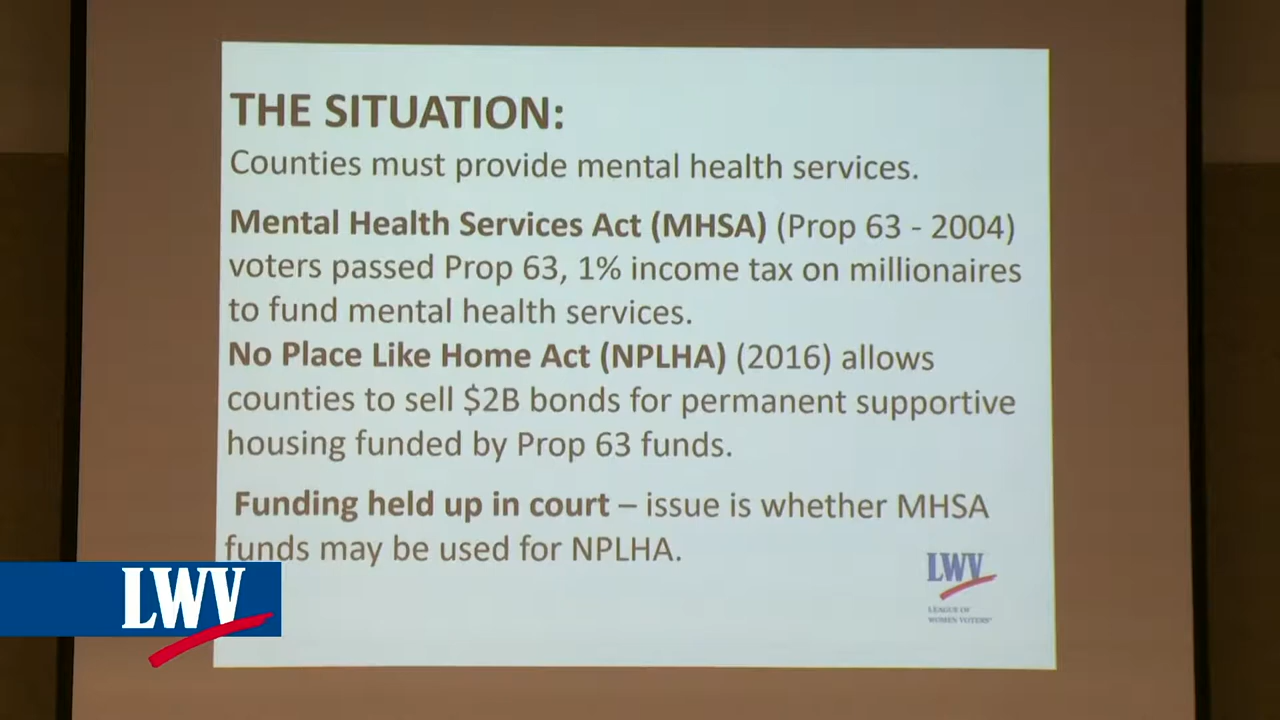 THE SITUATION:
Counties must provide mental health services.
Mental Health Services Act (MHSA) (Prop 63 - 2004)
voters passed Prop 63, 1% income tax on millionaires
to fund mental health services.
No Place Like Home Act (NPLHA) (2016) allows
counties to sell $2B bonds for permanent supportive
housing funded by Prop 63 funds.
Funding held up in court – issue is whether MHSA
funds may be used for NPLHA.
LWV
LEAGUE OF
WOMEN VOTERS®
LWV